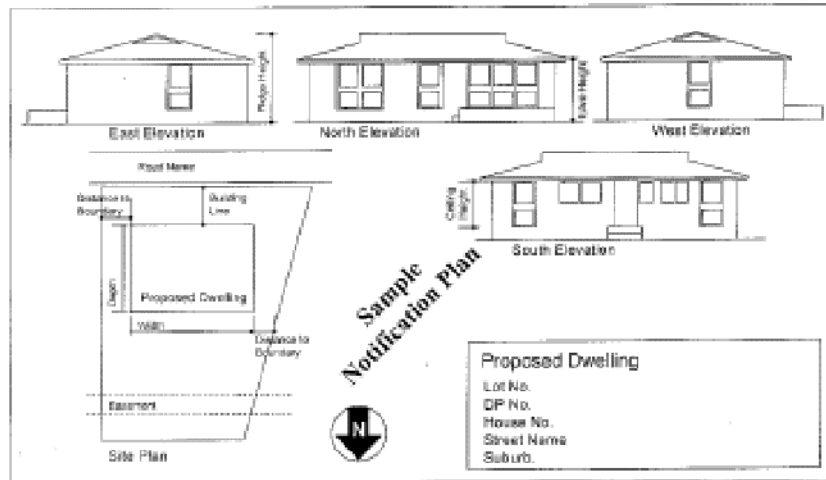 Ridge Height
Eave Height
East Elevation
North Elevation
West Elevation
Road Name
Distance to
Boundary
Building
Line
Ceiling
Height
South Elevation
Depth
Proposed Dwelling
Width
Distance to
Boundary
Sample
Notification Plan
Easement
N
Site Plan
Proposed Dwelling
Lot No.
DP No.
House No.
Street Name
Suburb.